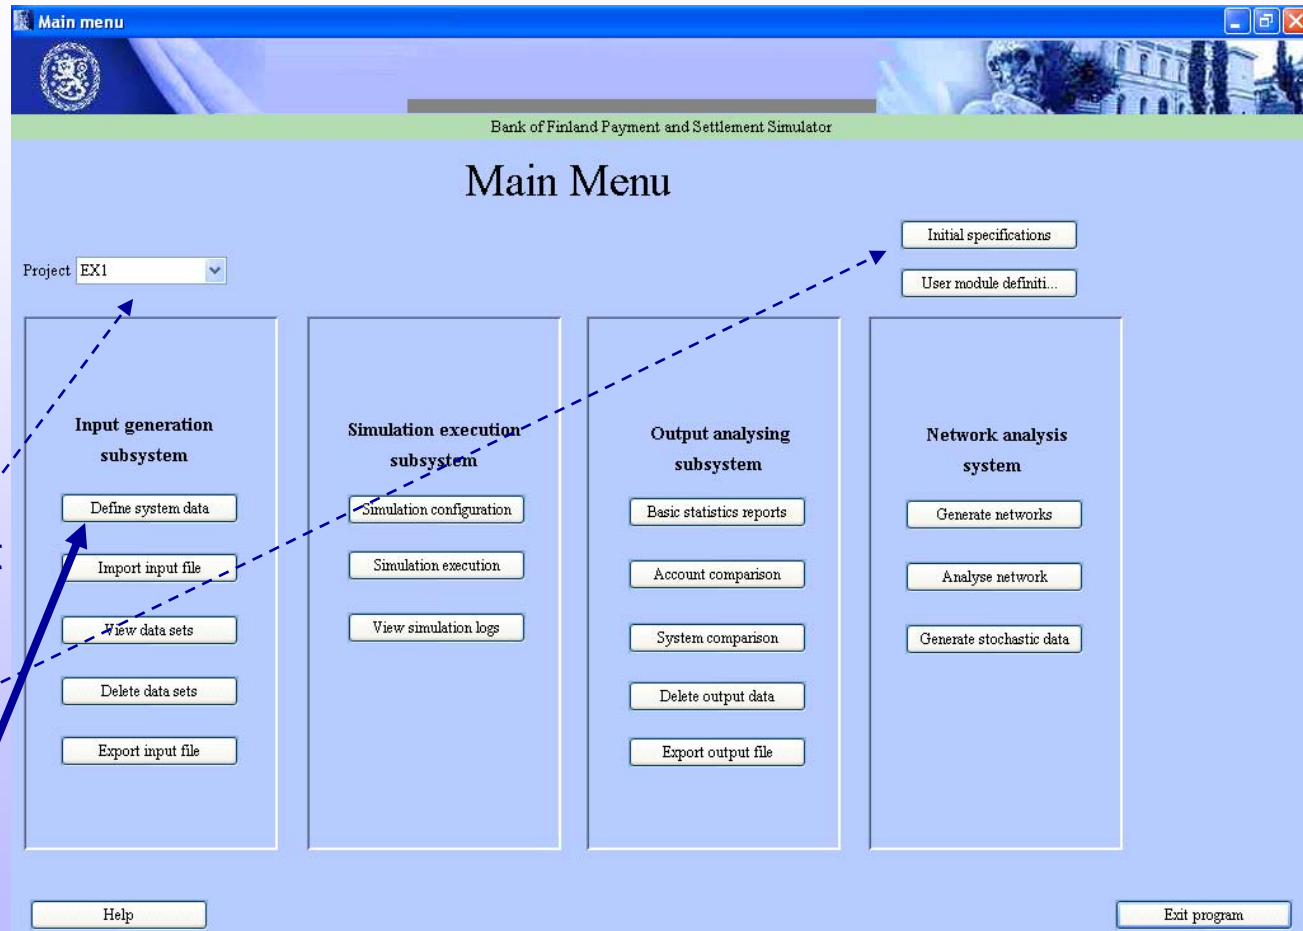 Main menu
Bank of Finland Payment and Settlement Simulator
Main Menu
Initial specifications
Project EX1
User module definiti...
Input generation
subsystem
Define system data
Import input file
View data sets
Delete data sets
Export input file
Simulation execution
subsystem
Simulation configuration
Simulation execution
View simulation logs
Output analysing
subsystem
Basic statistics reports
Account comparison
System comparison
Delete output data
Export output file
Network analysis
system
Generate networks
Analyse network
Generate stochastic data
Help
Exit program